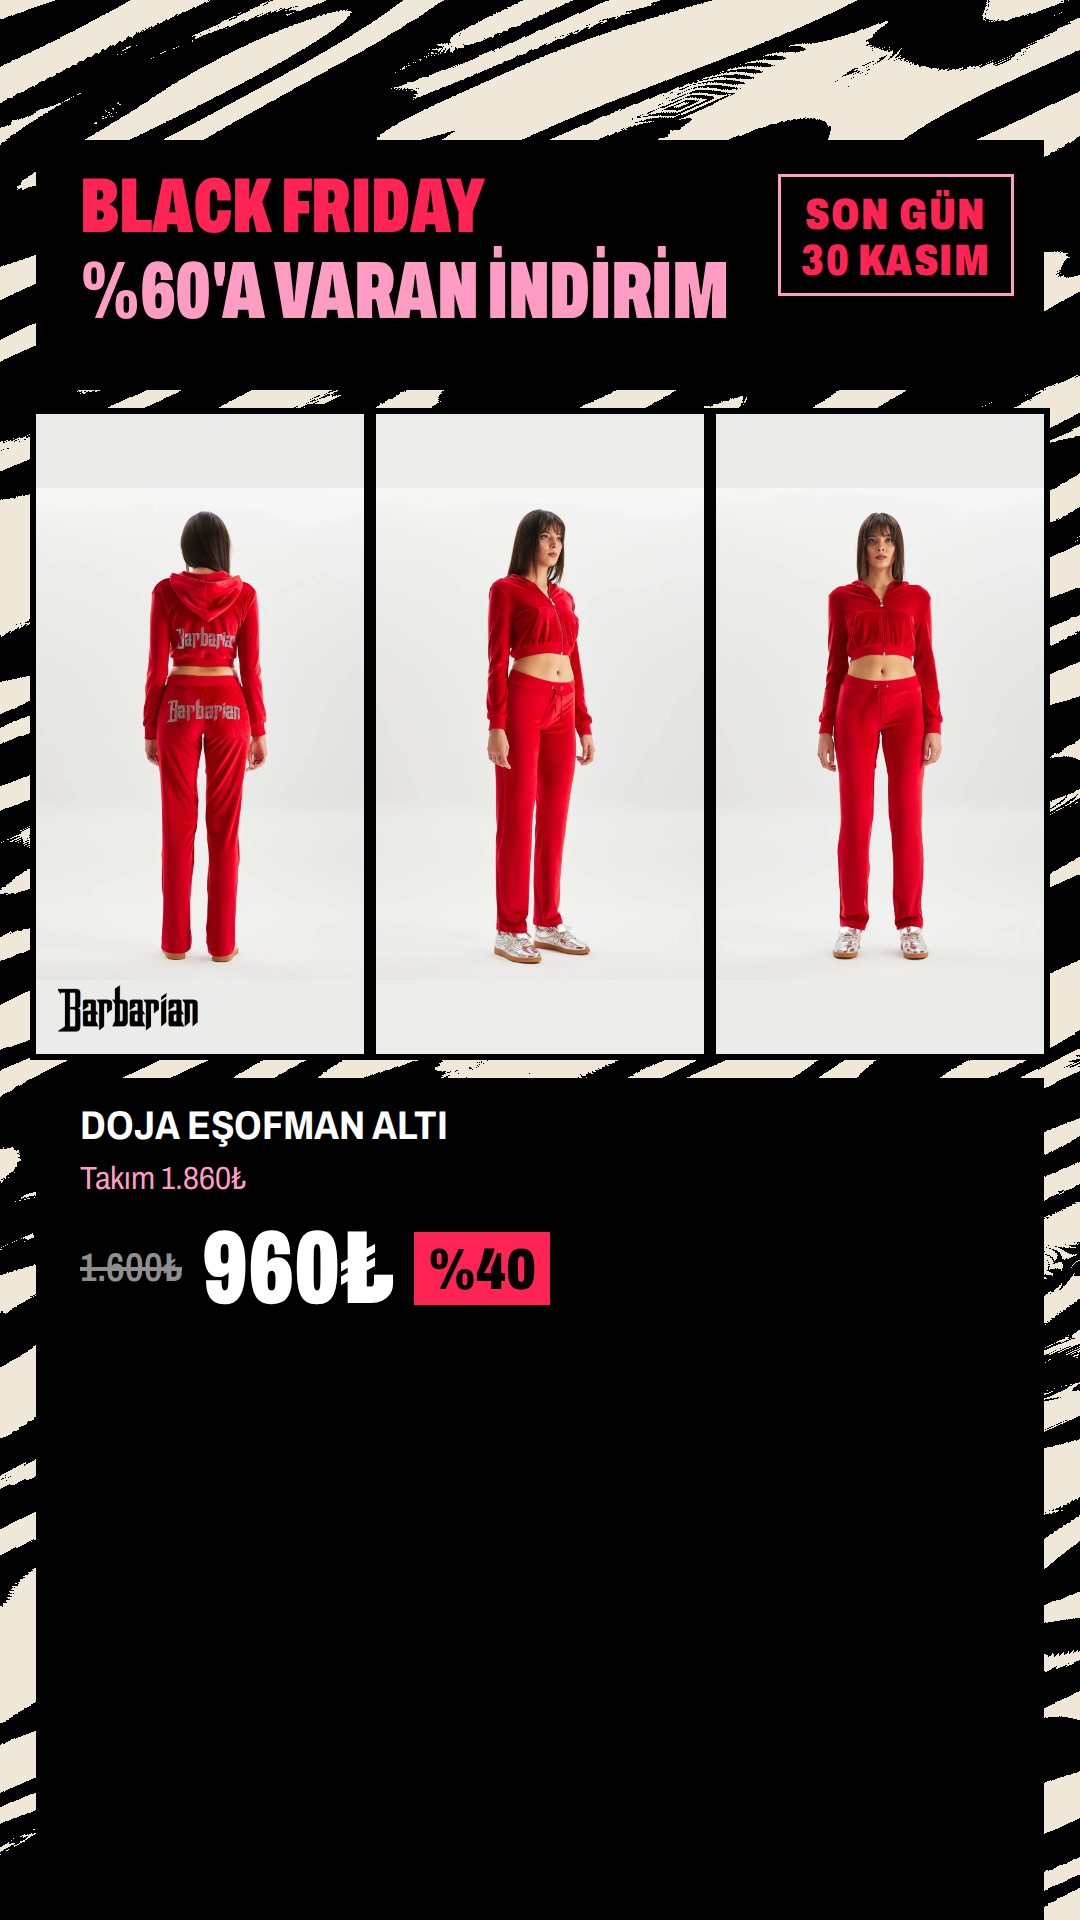 BLACK FRIDAY
%60'A VARAN İNDİRİM
SON GÜN
30 KASIM
Barbarian
Barbarian
Barbarian
DOJA EŞOFMAN ALTI
Takım 1.860₺
1.600₺ 960₺ %40